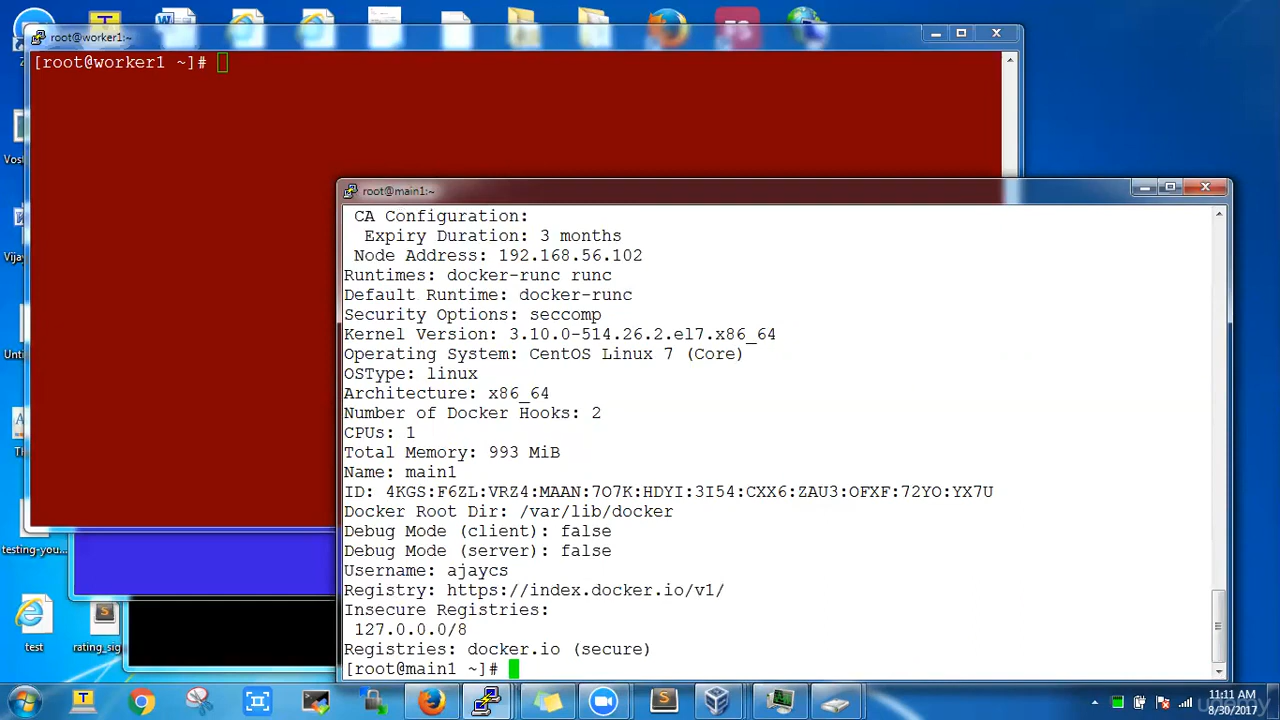 root@worker1:~
[root@worker1 ~]#
root@main1:~
CA Configuration:
Expiry Duration: 3 months
Node Address: 192.168.56.102
Runtimes: docker-runc runc
Default Runtime: docker-runc
Security Options: seccomp
Kernel Version: 3.10.0-514.26.2.el7.x86_64
Operating System: CentOS Linux 7 (Core)
OSType: linux
Architecture: x86_64
Number of Docker Hooks: 2
CPUs: 1
Total Memory: 993 MiB
Name: main1
ID: 4KGS:F6ZL:VRZ4:MAAN:7O7K:HDYI:3I54:CXX6:ZAU3:OFXF:72YO:YX7U
Docker Root Dir: /var/lib/docker
Debug Mode (client): false
Debug Mode (server): false
Username: ajaycs
Registry: https://index.docker.io/v1/
Insecure Registries:
127.0.0.0/8
Registries: docker.io (secure)
[root@main1 ~]#
Vijay
testing-you...
test
rating_sig
11:11 AM
8/30/2017
udemy